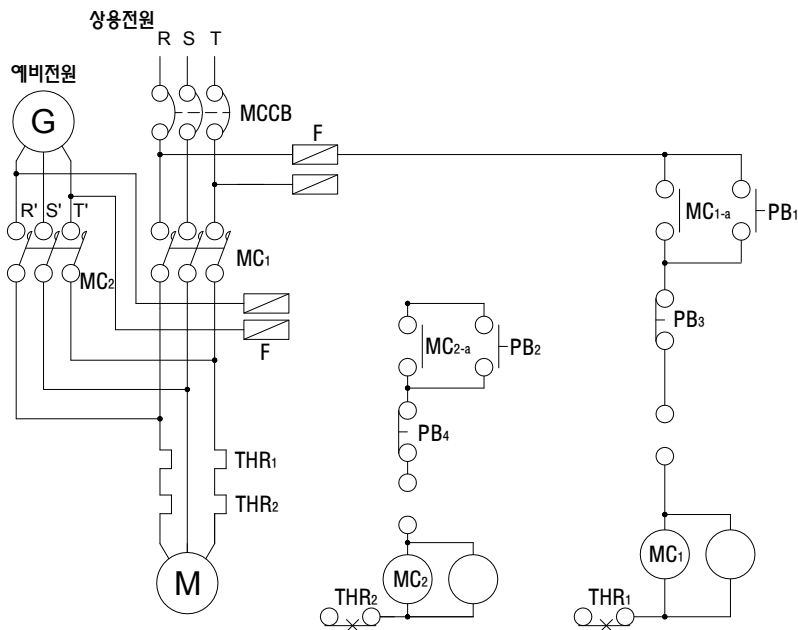 상용전원
R S T
예비전원
G
MCCB
F
R' S' T'
MC1-a
PB1
MC1
MC2
PB3
F
MC2-a
PB2
PB4
THR1
THR2
M
MC2
MC1
THR2
THR1